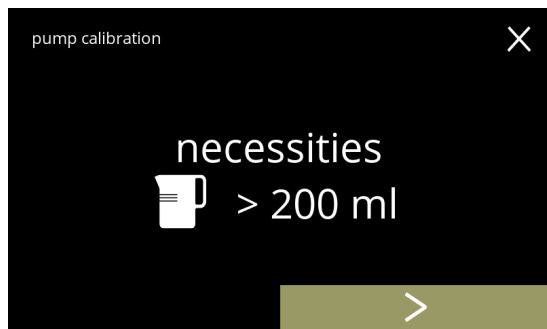 pump calibration
necessities
> 200 ml